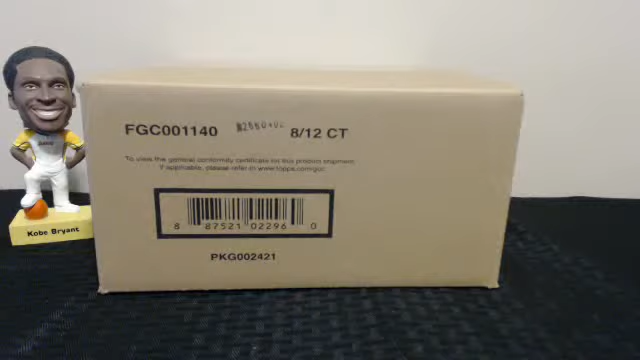 FGC001140
8/12 CT
To view the general conformity certificate for this product shipment,
if applicable, please refer to www.topps.com/gcc
8 87521 02296 0
PKG002421
Kobe Bryant